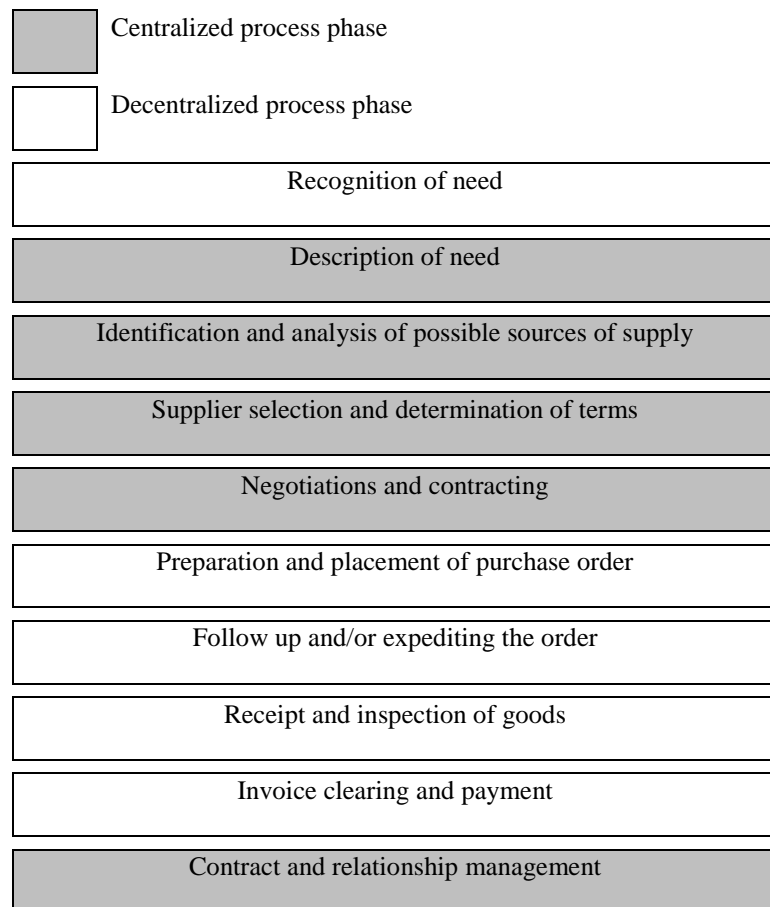 Centralized process phase
Decentralized process phase
Recognition of need
Description of need
Identification and analysis of possible sources of supply
Supplier selection and determination of terms
Negotiations and contracting
Preparation and placement of purchase order
Follow up and/or expediting the order
Receipt and inspection of goods
Invoice clearing and payment
Contract and relationship management